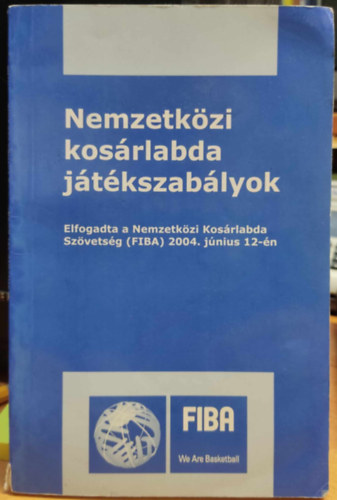 Nemzetközi
kosárlabda
játékszabályok
Elfogadta a Nemzetközi Kosárlabda
Szövetség (FIBA) 2004. június 12-én
FIBA
We Are Basketball